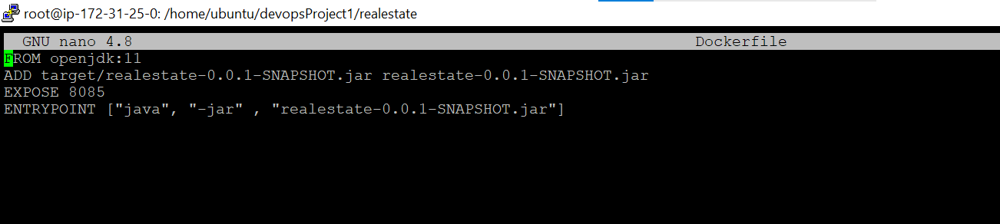 root@ip-172-31-25-0: /home/ubuntu/devopsProject1/realestate
GNU nano 4.8 Dockerfile
FROM openjdk:11
ADD target/realestate-0.0.1-SNAPSHOT.jar realestate-0.0.1-SNAPSHOT.jar
EXPOSE 8085
ENTRYPOINT ["java", "-jar" , "realestate-0.0.1-SNAPSHOT.jar"]